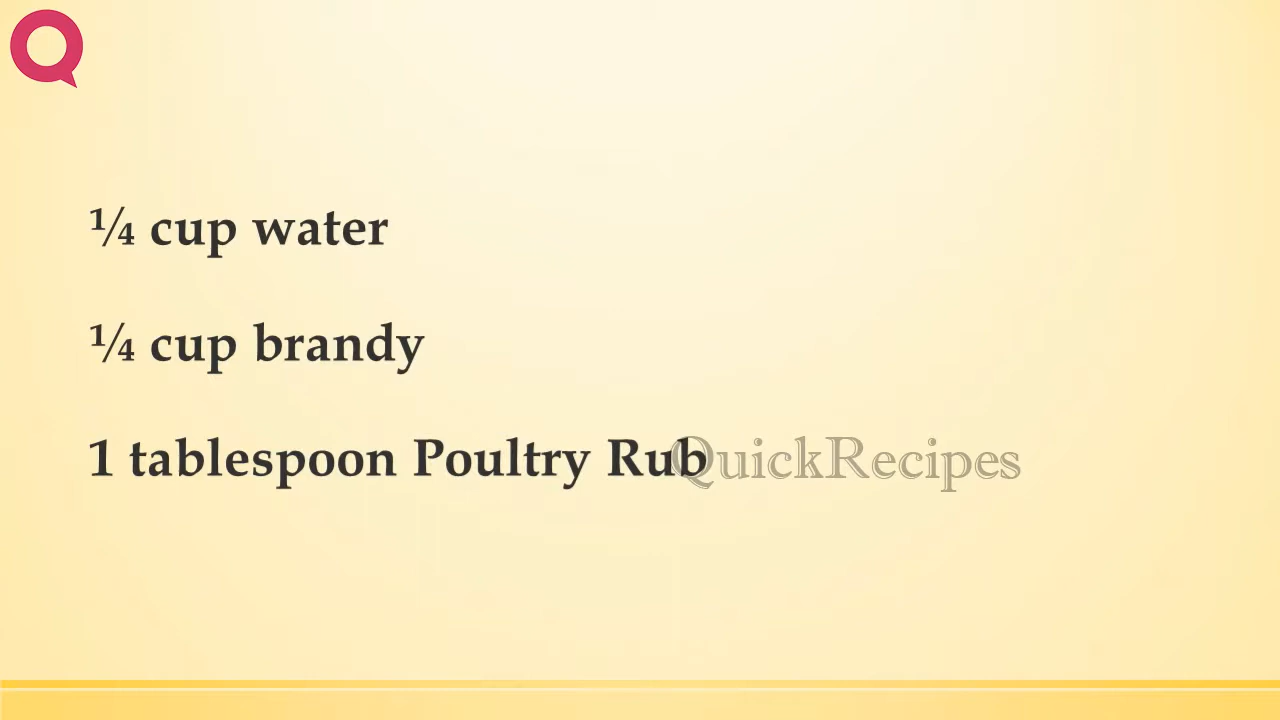 ¼ cup water
¼ cup brandy
1 tablespoon Poultry Rub
QuickRecipes